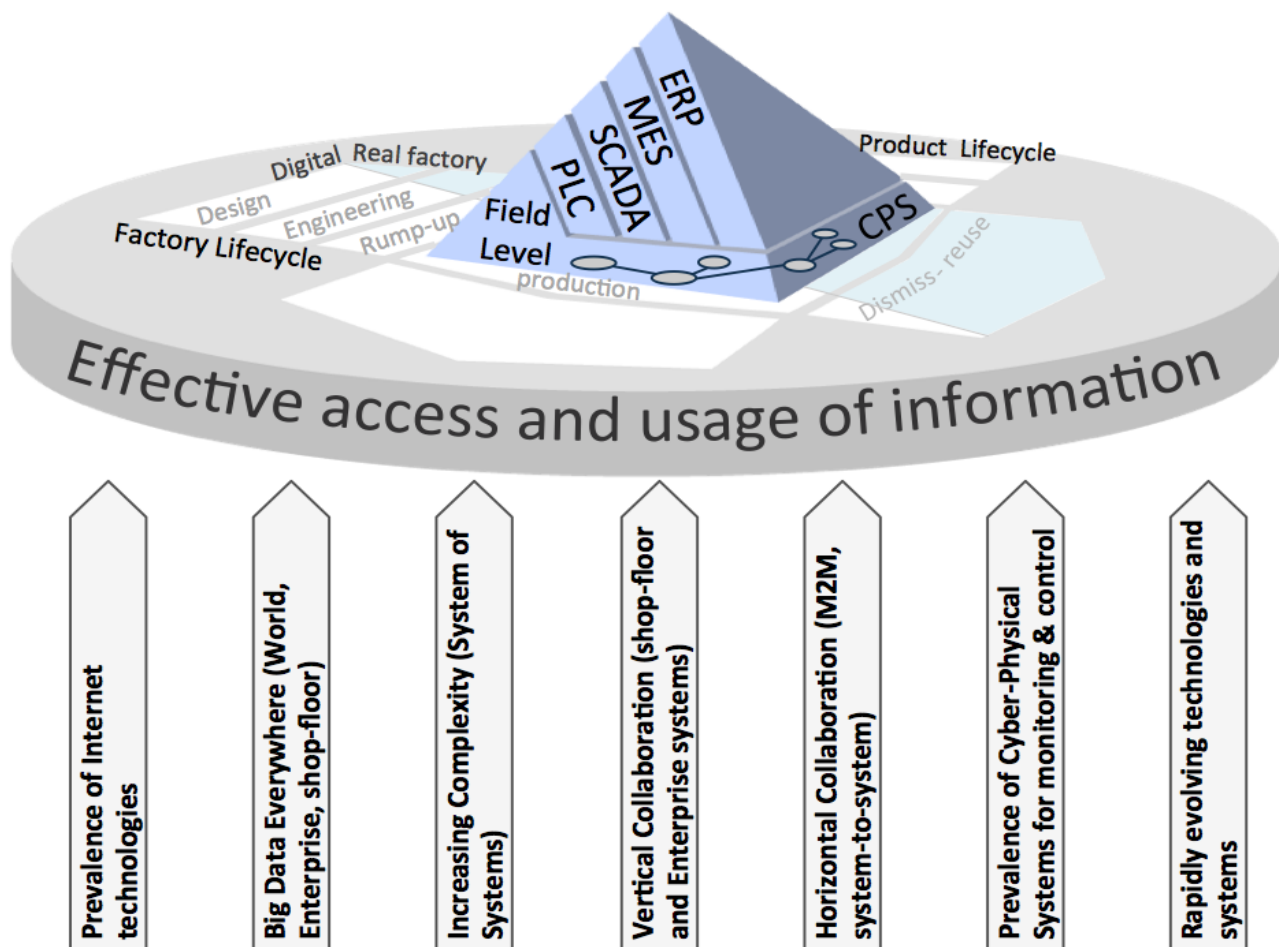 ERP
MES
SCADA
PLC
Field
Level
CPS
Product Lifecycle
Digital Real factory
Design
Engineering
Rump-up
Factory Lifecycle
production
Dismiss- reuse
Effective access and usage of information
Prevalence of Internet
technologies
Big Data Everywhere (World,
Enterprise, shop-floor)
Increasing Complexity (System of
Systems)
Vertical Collaboration (shop-floor
and Enterprise systems)
Horizontal Collaboration (M2M,
system-to-system)
Prevalence of Cyber-Physical
Systems for monitoring & control
Rapidly evolving technologies and
systems